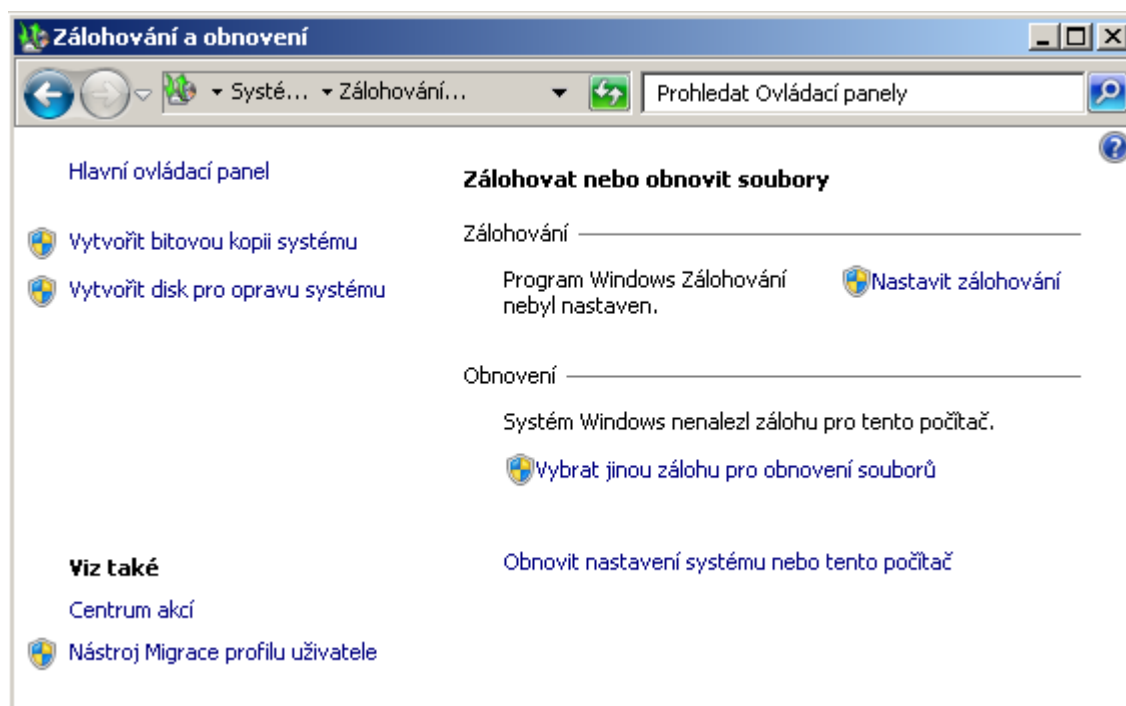 Zálohování a obnovení
Systé... Zálohování... Prohledat Ovládací panely
Hlavní ovládací panel
Vytvořit bitovou kopii systému
Vytvořit disk pro opravu systému
Zálohovat nebo obnovit soubory
Zálohování
Program Windows Zálohování
nebyl nastaven.
Nastavit zálohování
Obnovení
Systém Windows nenalezl zálohu pro tento počítač.
Vybrat jinou zálohu pro obnovení souborů
Obnovit nastavení systému nebo tento počítač
Viz také
Centrum akcí
Nástroj Migrace profilu uživatele